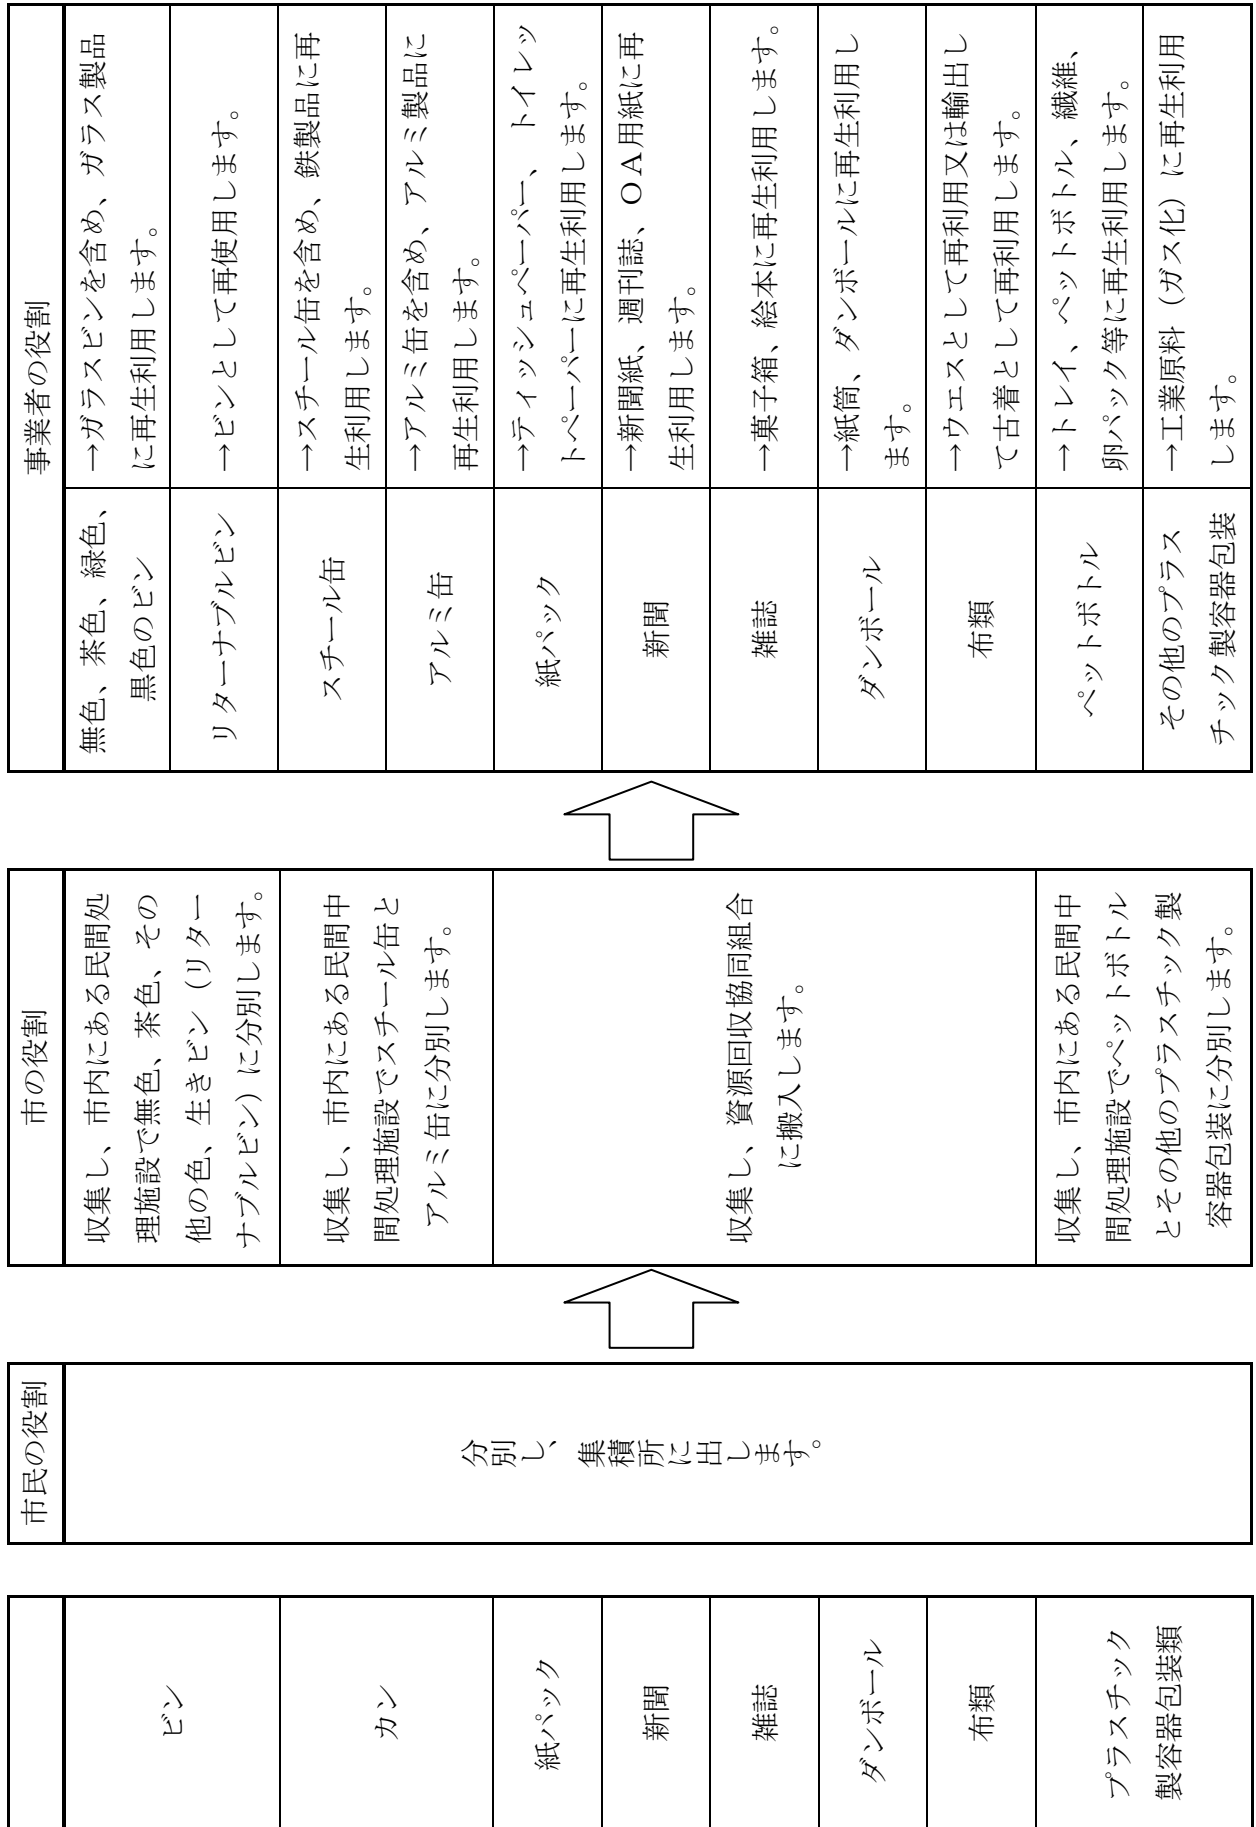 ビン
カン
紙パック
新聞
雑誌
ダンボール
布類
プラスチック
製容器包装類
市民の役割
分別し、集積所に出します。
市の役割
収集し、市内にある民間処
理施設で無色、茶色、その
他の色、生きビン（リター
ナブルビン）に分別します。
収集し、市内にある民間中
間処理施設でスチール缶と
アルミ缶に分別します。
収集し、資源回収協同組合
に搬入します。
収集し、市内にある民間中
間処理施設でペットボトル
とその他のプラスチック製
容器包装に分別します。
事業者の役割
無色、茶色、緑色、
黒色のビン
→ガラスビンを含め、ガラス製品
に再生利用します。
リターナブルビン
→ビンとして再使用します。
スチール缶
→スチール缶を含め、鉄製品に再
生利用します。
アルミ缶
→アルミ缶を含め、アルミ製品に
再生利用します。
紙パック
→ティッシュペーパー、トイレッ
トペーパーに再生利用します。
新聞
→新聞紙、週刊誌、OA用紙に再
生利用します。
雑誌
→菓子箱、絵本に再生利用します。
ダンボール
→紙筒、ダンボールに再生利用し
ます。
布類
→ウエスとして再利用又は輸出し
て古着として再利用します。
ペットボトル
→トレイ、ペットボトル、繊維、
卵パック等に再生利用します。
その他のプラス
チック製容器包装
→工業原料（ガス化）に再生利用
します。